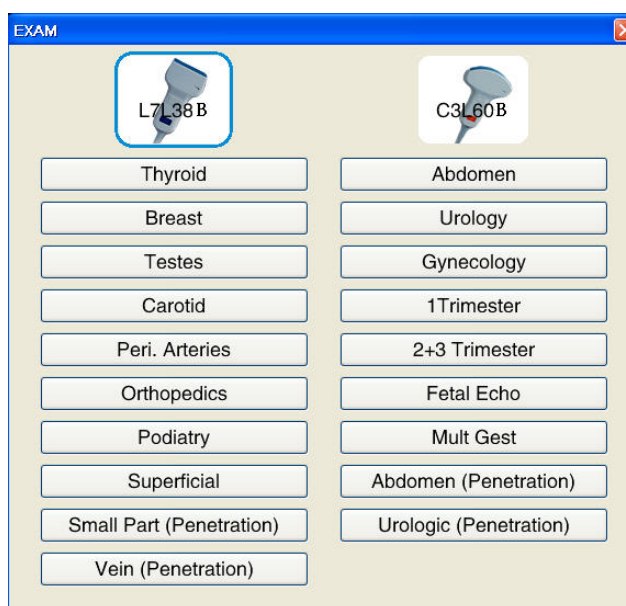 EXAM
L7L38B
C3L60B
Thyroid
Abdomen
Breast
Urology
Testes
Gynecology
Carotid
1Trimester
Peri. Arteries
2+3 Trimester
Orthopedics
Fetal Echo
Podiatry
Mult Gest
Superficial
Abdomen (Penetration)
Small Part (Penetration)
Urologic (Penetration)
Vein (Penetration)